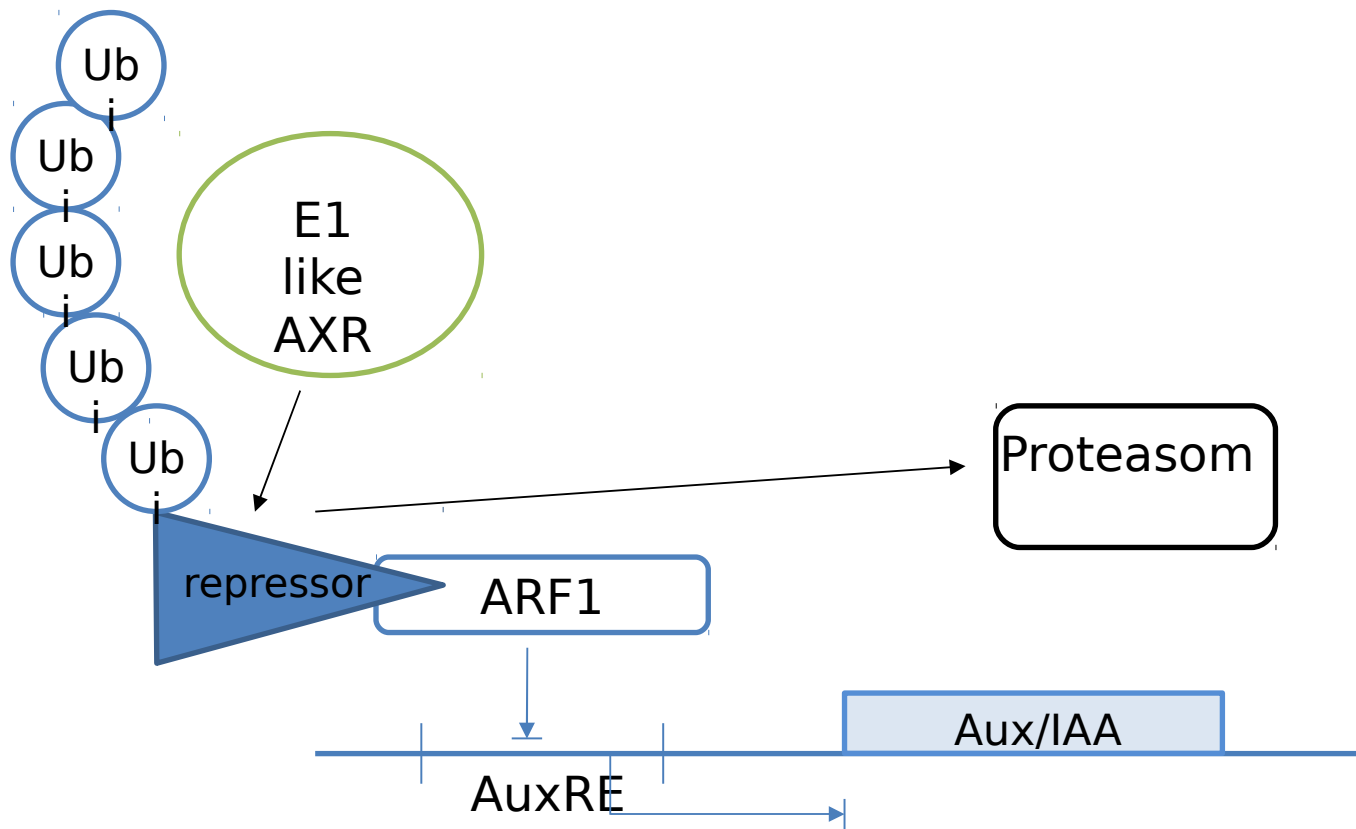 Ub
i
Ub
i
Ub
i
Ub
i
Ub
i
E1
like
AXR
Proteasom
repressor
ARF1
Aux/IAA
AuxRE